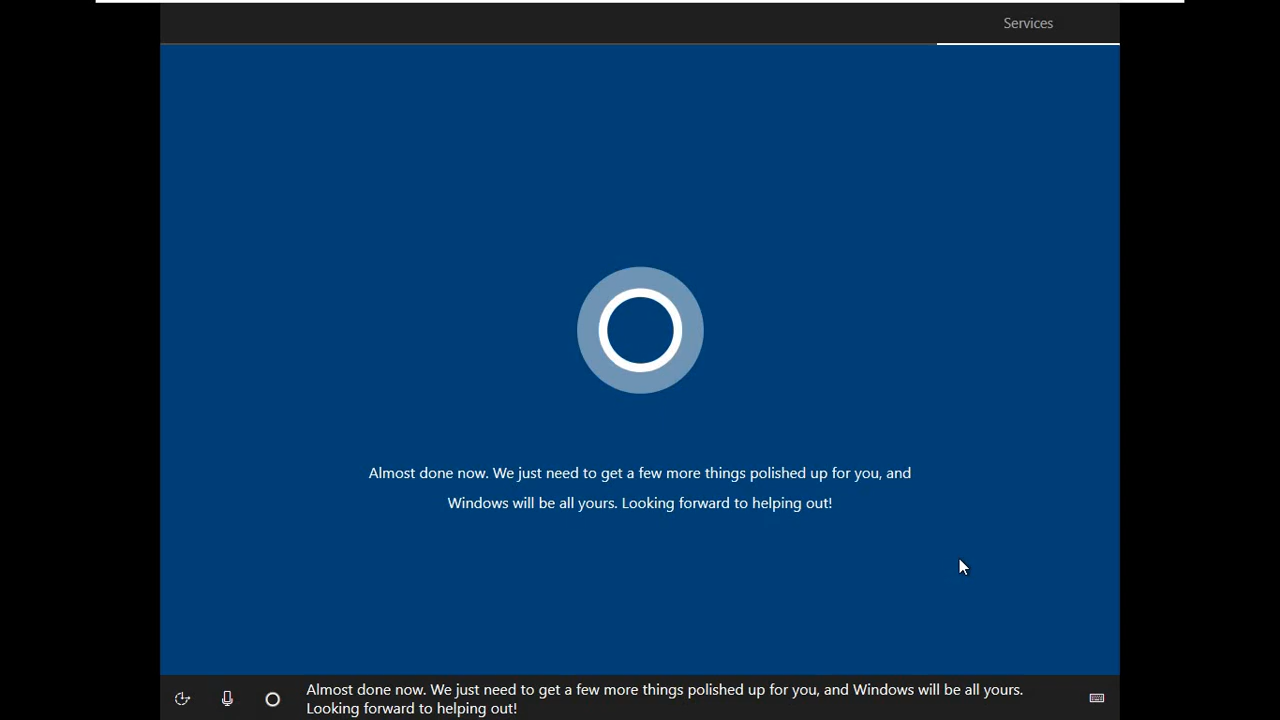 Services
Almost done now. We just need to get a few more things polished up for you, and
Windows will be all yours. Looking forward to helping out!
Almost done now. We just need to get a few more things polished up for you, and Windows will be all yours.
Looking forward to helping out!